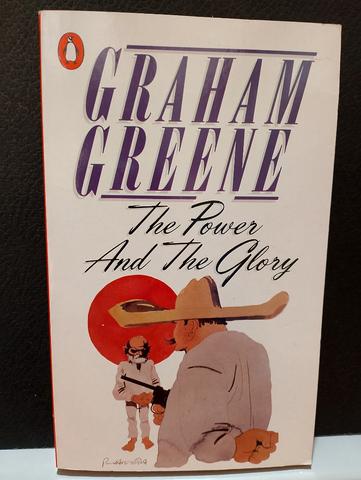 GRAHAM
GREENE
The Power
And The Glory